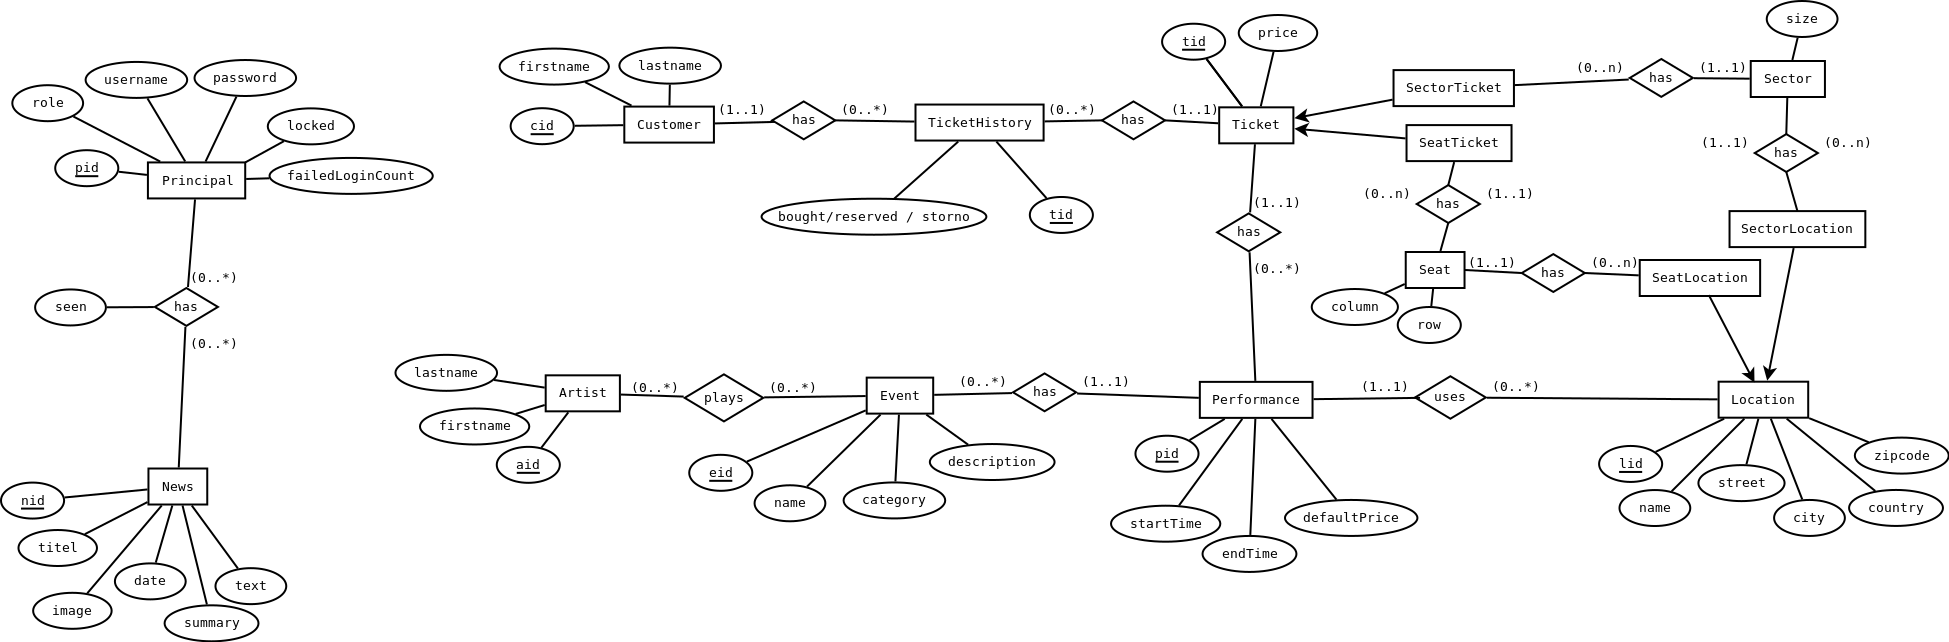 size
tid
price
firstname
lastname
username
password
role
locked
cid
Customer
(1..1)
has
(0..*)
TicketHistory
(0..*)
has
(1..1)
Ticket
SectorTicket
(0..n)
has
(1..1)
Sector
SeatTicket
(1..1)
has
(0..n)
pid
Principal
failedLoginCount
(0..n)
has
(1..1)
bought/reserved / storno
tid
(1..1)
has
(0..*)
SectorLocation
Seat
(1..1)
has
(0..n)
SeatLocation
column
row
(0..*)
seen
has
(0..*)
lastname
Artist
(0..*)
plays
(0..*)
Event
(0..*)
has
(1..1)
Performance
(1..1)
uses
(0..*)
Location
firstname
aid
eid
name
category
description
pid
startTime
endTime
defaultPrice
lid
name
street
city
country
zipcode
News
nid
titel
image
date
summary
text